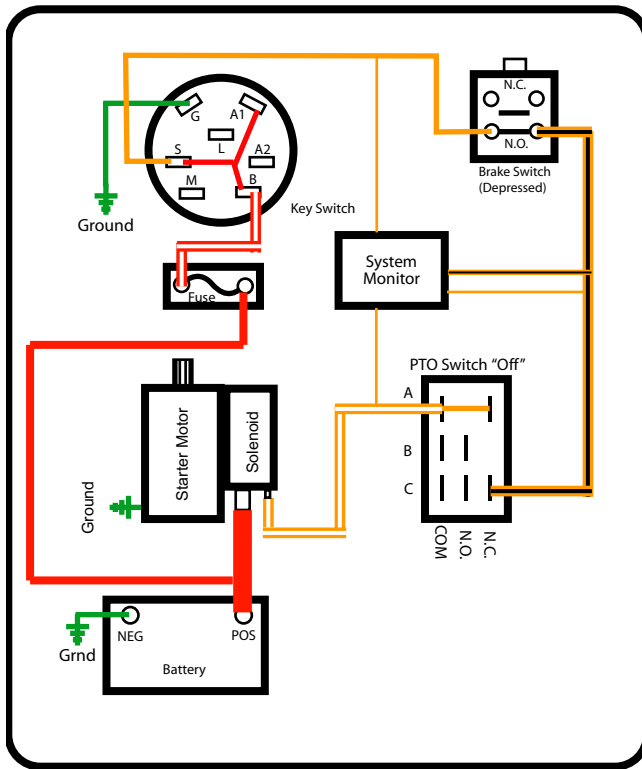 N.C.
N.O.
Brake Switch
(Depressed)
G
A1
L
S
A2
M
B
Key Switch
Ground
Fuse
System
Monitor
PTO Switch “Off”
A
B
C
COM
N.O.
N.C.
Starter Motor
Solenoid
Ground
NEG
POS
Grnd
Battery